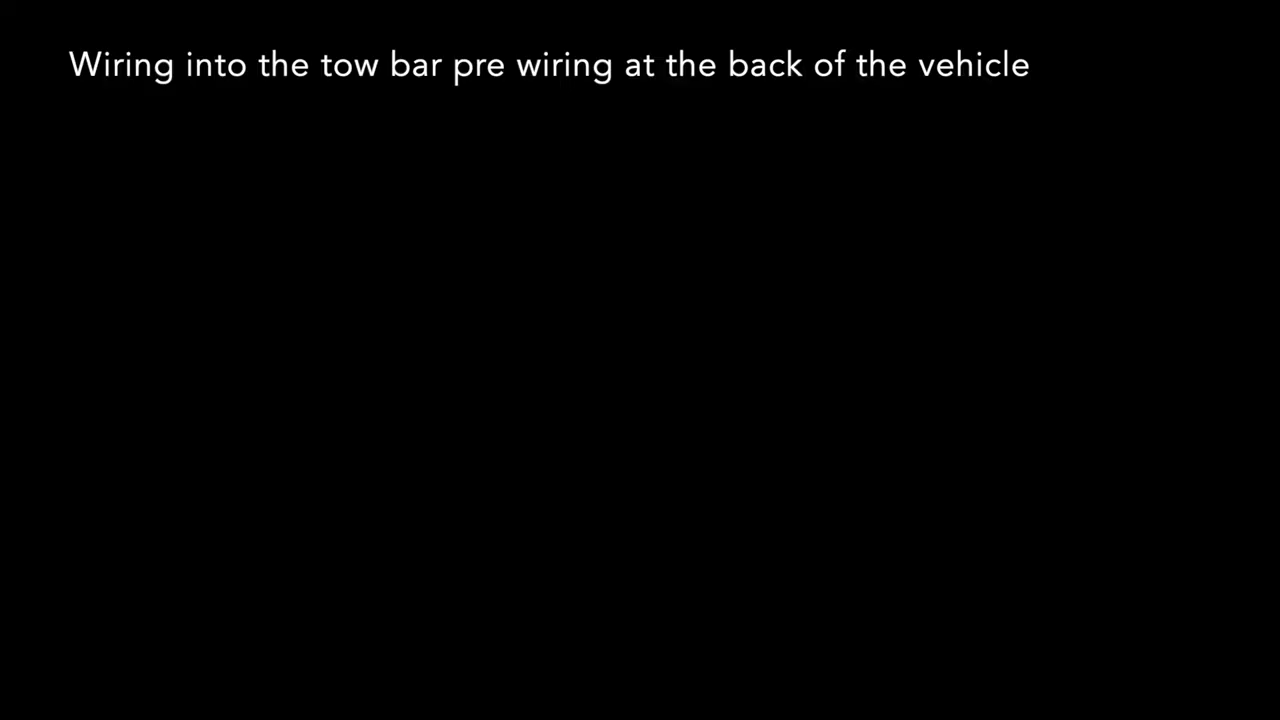 Wiring into the tow bar pre wiring at the back of the vehicle